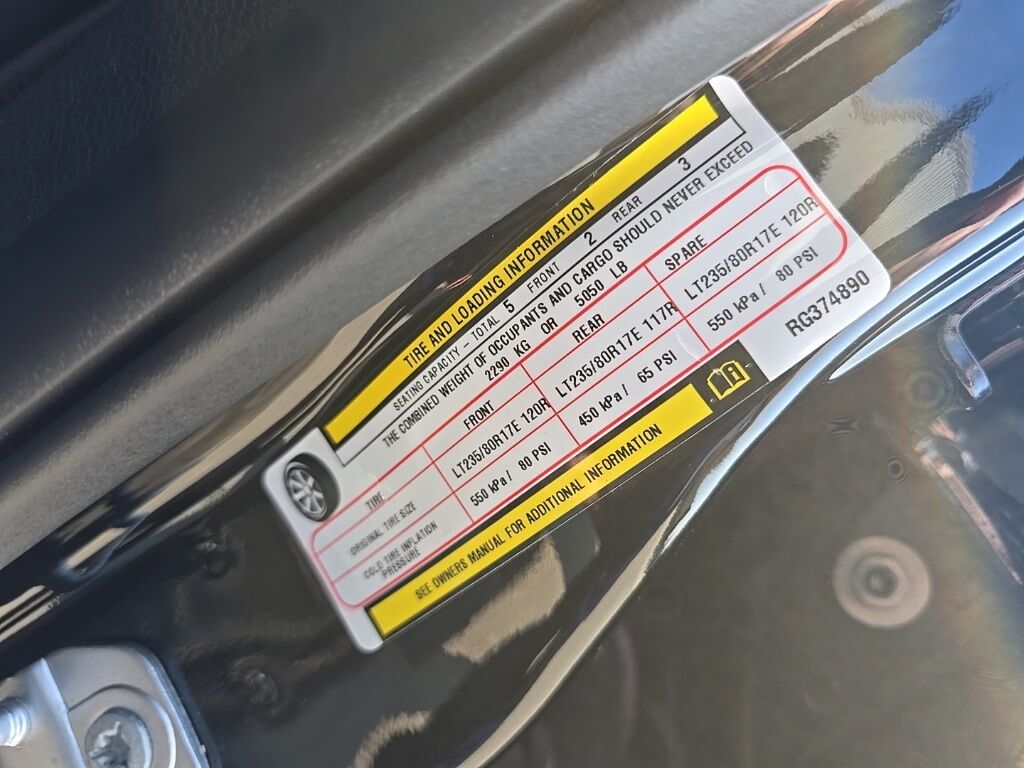 TIRE AND LOADING INFORMATION
SEATING CAPACITY - TOTAL 5 FRONT 2 REAR 3
THE COMBINED WEIGHT OF OCCUPANTS AND CARGO SHOULD NEVER EXCEED
2290 KG OR 5050 LB
TIRE FRONT REAR SPARE
ORIGINAL TIRE SIZE LT235/80R17E 120R LT235/80R17E 117R LT235/80R17E 120R
COLD TIRE INFLATION
PRESSURE 550 kPa / 80 PSI 450 kPa / 65 PSI 550 kPa / 80 PSI
SEE OWNERS MANUAL FOR ADDITIONAL INFORMATION
RG374890